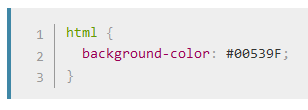 1 html {
2   background-color: #00539F;
3 }